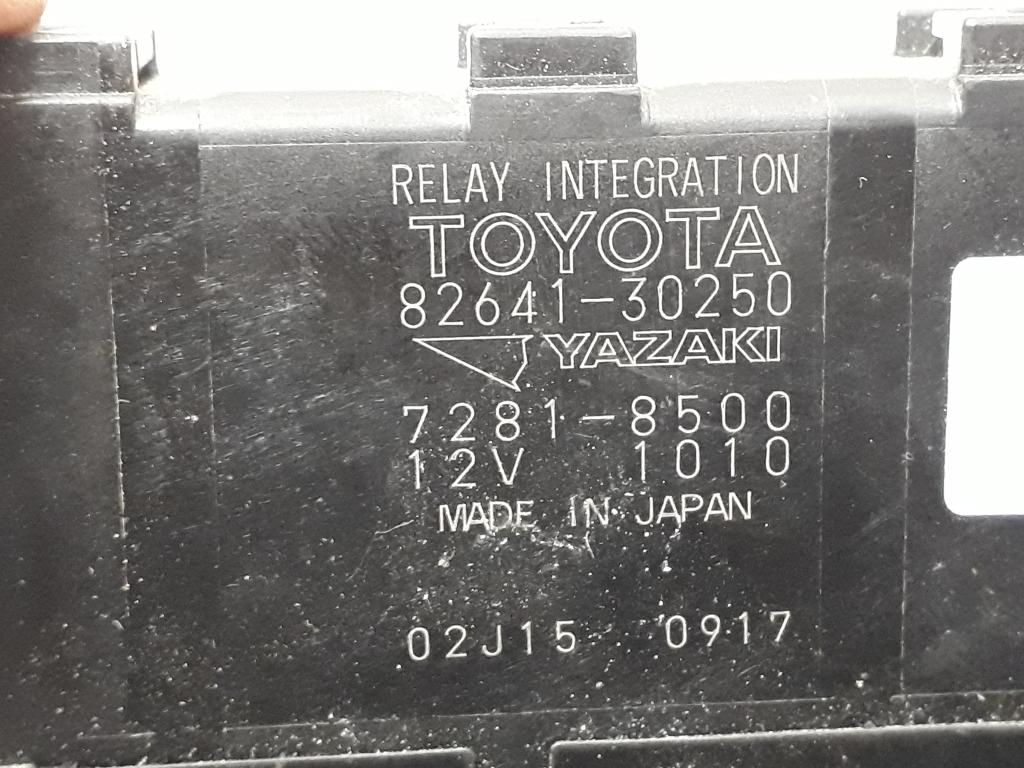 RELAY INTEGRATION
TOYOTA
82641-30250
YAZAKI
7281-8500
12V 1010
MADE IN JAPAN
02J15 0917